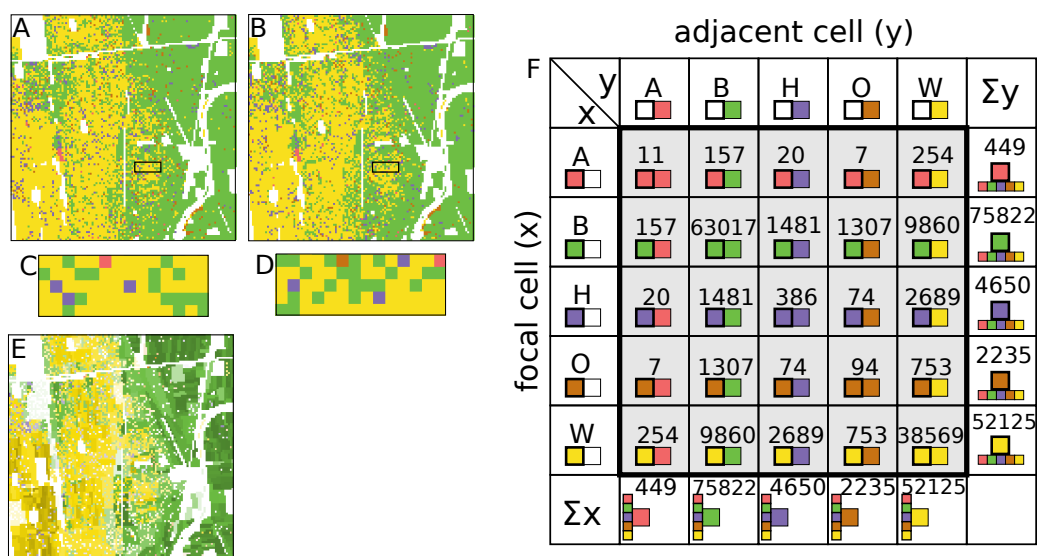 A
B
C
D
E
adjacent cell (y)
focal cell (x)
F
y
x
A B H O W Σy
A 11 157 20 7 254 449
B 157 63017 1481 1307 9860 75822
H 20 1481 386 74 2689 4650
O 7 1307 74 94 753 2235
W 254 9860 2689 753 38569 52125
Σx 449 75822 4650 2235 52125